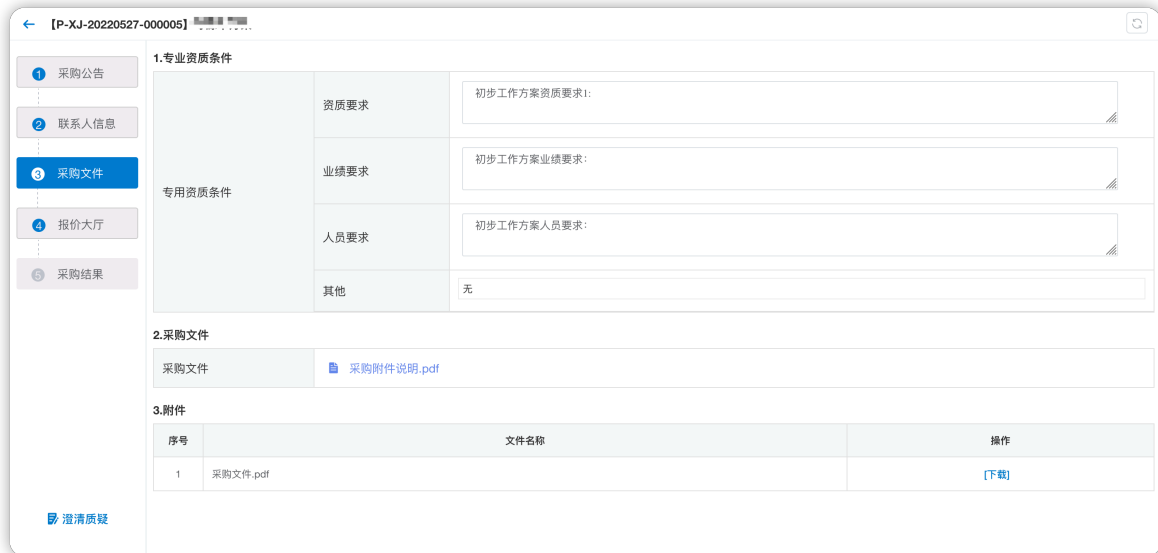 【P-XJ-20220527-000005】
1 采购公告
2 联系人信息
3 采购文件
4 报价大厅
5 采购结果
澄清质疑
1.专业资质条件
专用资质条件
资质要求
初步工作方案资质要求1:
业绩要求
初步工作方案业绩要求:
人员要求
初步工作方案人员要求:
其他
无
2.采购文件
采购文件
采购附件说明.pdf
3.附件
序号 文件名称 操作
1 采购文件.pdf [下载]